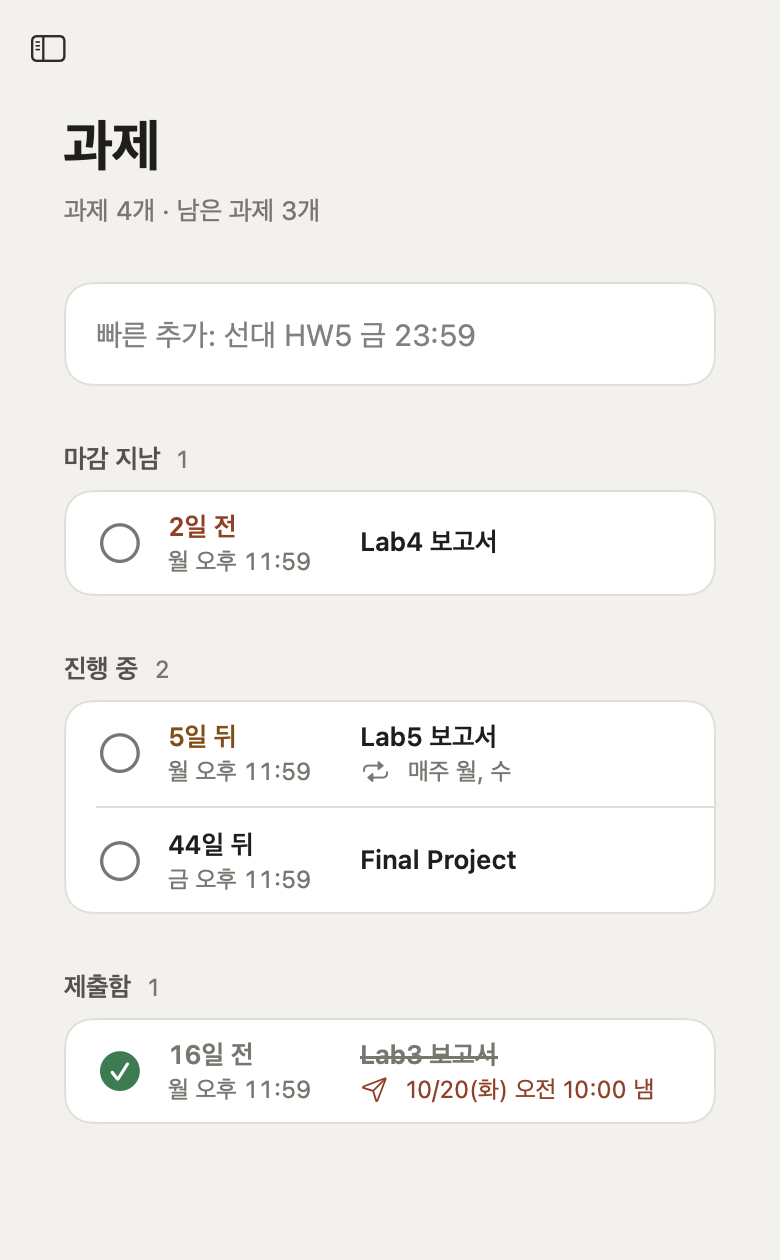 과제
과제 4개 · 남은 과제 3개
빠른 추가: 선대 HW5 금 23:59
마감 지남 1
2일 전
월 오후 11:59
Lab4 보고서
진행 중 2
5일 뒤
월 오후 11:59
Lab5 보고서
매주 월, 수
44일 뒤
금 오후 11:59
Final Project
제출함 1
16일 전
월 오후 11:59
Lab3 보고서
10/20(화) 오전 10:00 냄